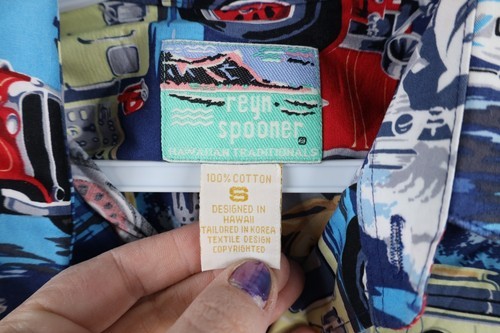 reyn
spooner
HAWAIIAN TRADITIONALS
100% COTTON
S
DESIGNED IN
HAWAII
TAILORED IN KOREA
TEXTILE DESIGN
COPYRIGHTED